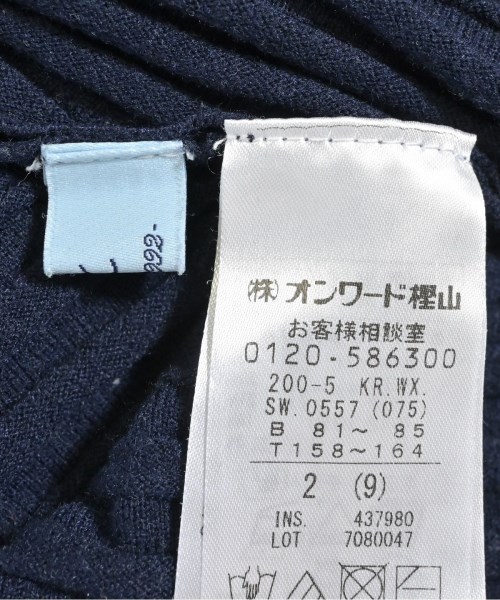 (株)オンワード樫山
お客様相談室
0120-586300
200-5 KR.WX.
SW.0557 (075)
B 81～ 85
T158～164
2 (9)
INS. 437980
LOT 7080047